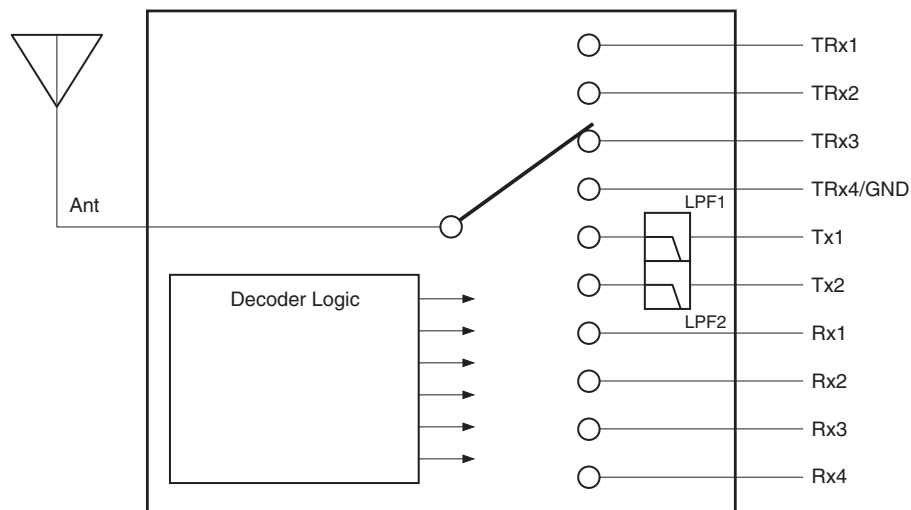 TRx1
TRx2
TRx3
TRx4/GND
Ant
LPF1
Tx1
Tx2
Decoder Logic
LPF2
Rx1
Rx2
Rx3
Rx4